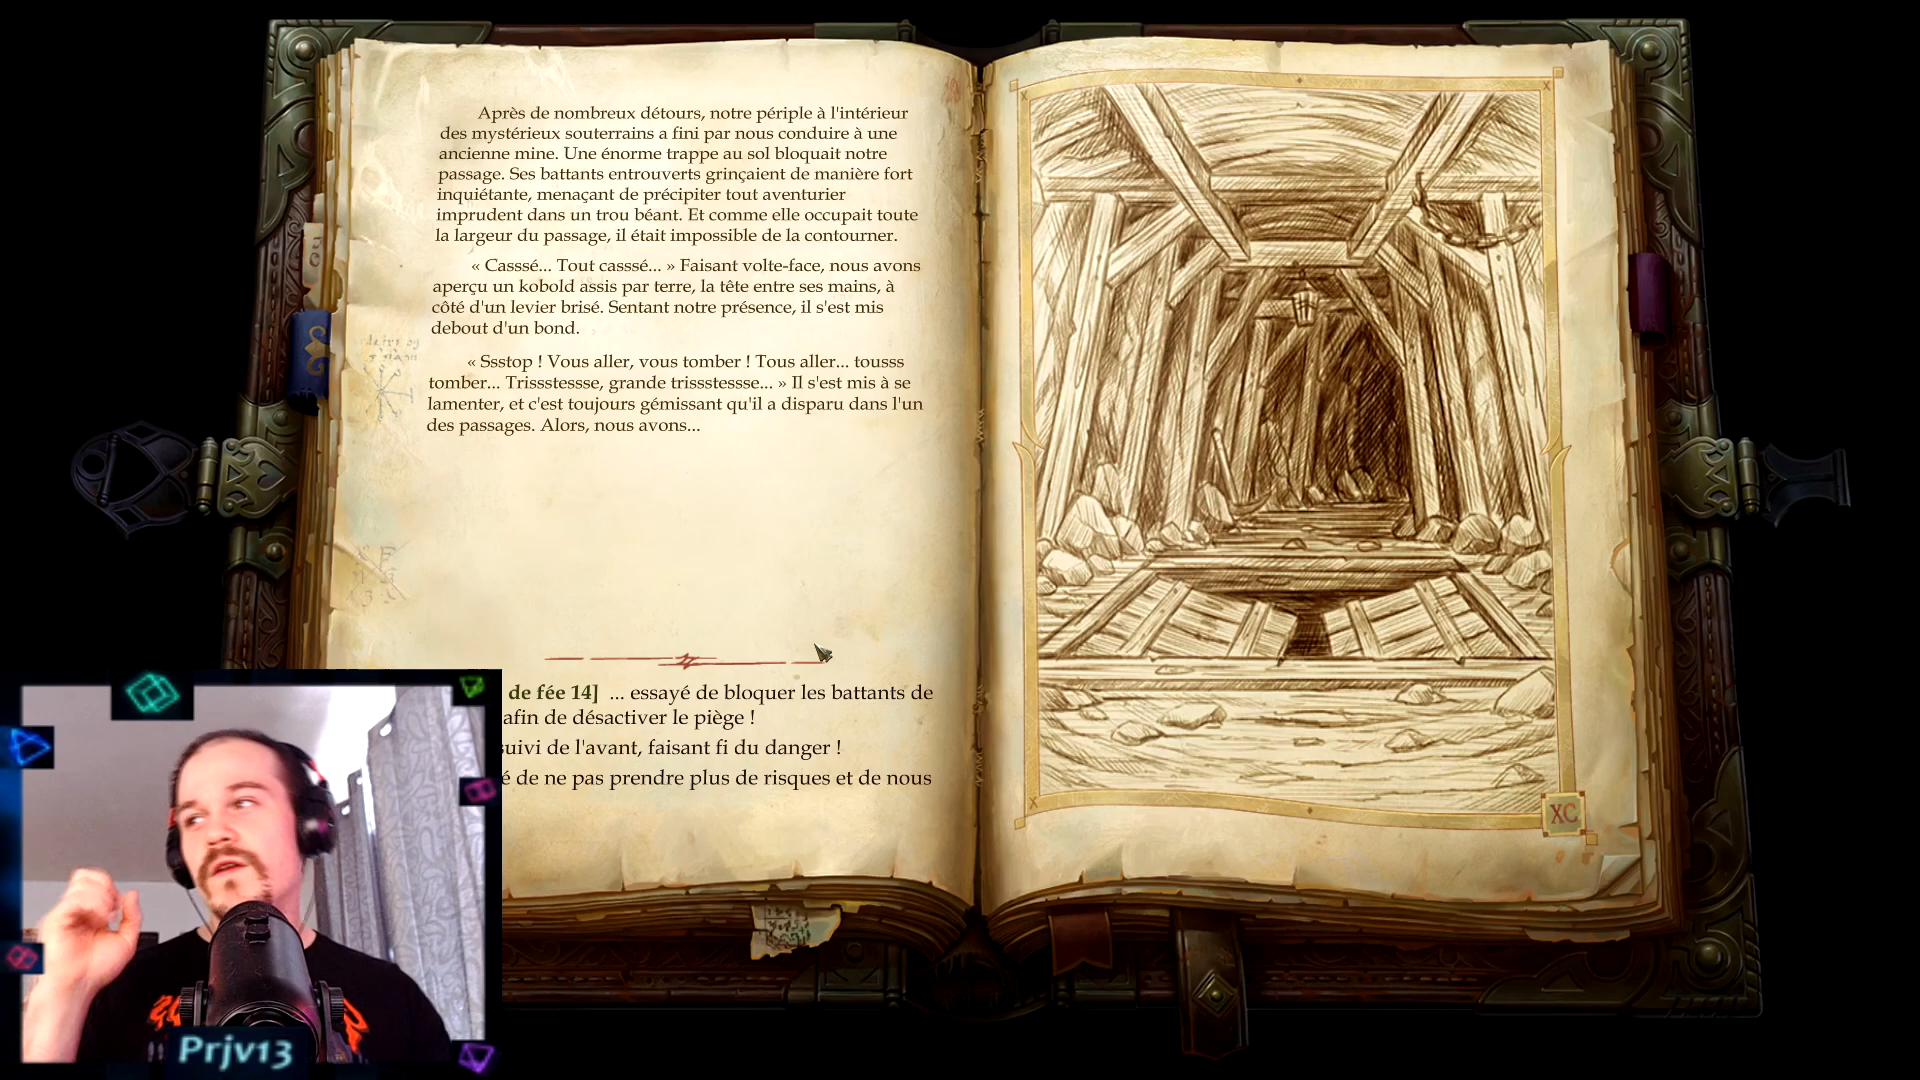 Après de nombreux détours, notre périple à l'intérieur
des mystérieux souterrains a fini par nous conduire à une
ancienne mine. Une énorme trappe au sol bloquait notre
passage. Ses battants entrouverts grinçaient de manière fort
inquiétante, menaçant de précipiter tout aventurier
imprudent dans un trou béant. Et comme elle occupait toute
la largeur du passage, il était impossible de la contourner.
« Casssé... Tout casssé... » Faisant volte-face, nous avons
aperçu un kobold assis par terre, la tête entre ses mains, à
côté d'un levier brisé. Sentant notre présence, il s'est mis
debout d'un bond.
« Ssstop ! Vous aller, vous tomber ! Tous aller... tousss
tomber... Trissstessse, grande trissstessse... » Il s'est mis à se
lamenter, et c'est toujours gémissant qu'il a disparu dans l'un
des passages. Alors, nous avons...
de fée 14] ... essayé de bloquer les battants de
afin de désactiver le piège !
suivi de l'avant, faisant fi du danger !
é de ne pas prendre plus de risques et de nous
XC
Prjv13